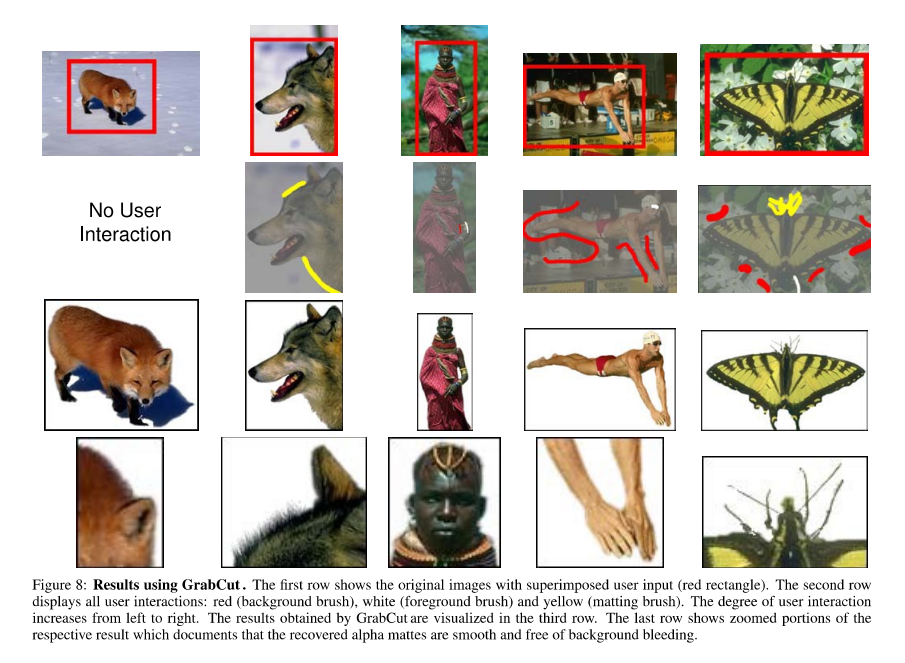 No User
Interaction
Figure 8: Results using GrabCut. The first row shows the original images with superimposed user input (red rectangle). The second row
displays all user interactions: red (background brush), white (foreground brush) and yellow (matting brush). The degree of user interaction
increases from left to right. The results obtained by GrabCut are visualized in the third row. The last row shows zoomed portions of the
respective result which documents that the recovered alpha mattes are smooth and free of background bleeding.